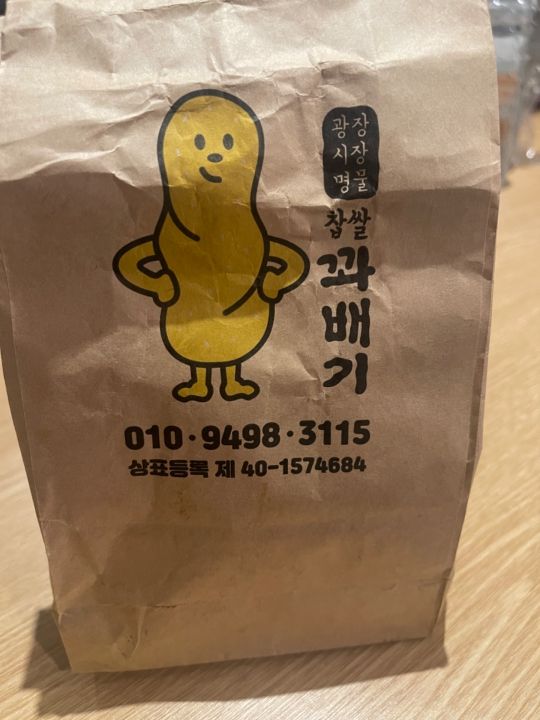 광장
시장
명물
찹쌀
꽈배기
010·9498·3115
상표등록 제 40-1574684